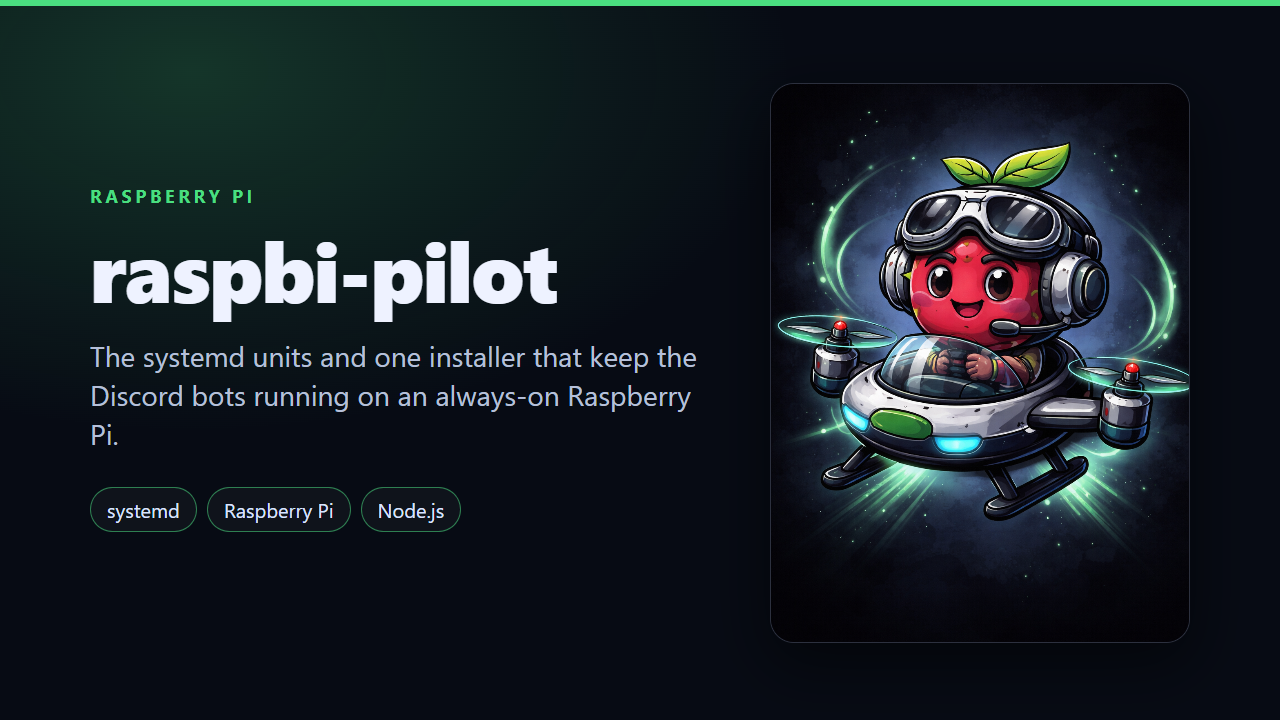 RASPBERRY PI
raspbi-pilot
The systemd units and one installer that keep the
Discord bots running on an always-on Raspberry
Pi.
systemd
Raspberry Pi
Node.js